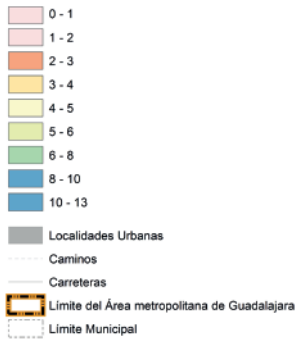 0 - 1
1 - 2
2 - 3
3 - 4
4 - 5
5 - 6
6 - 8
8 - 10
10 - 13
Localidades Urbanas
Caminos
Carreteras
Límite del Área metropolitana de Guadalajara
Límite Municipal